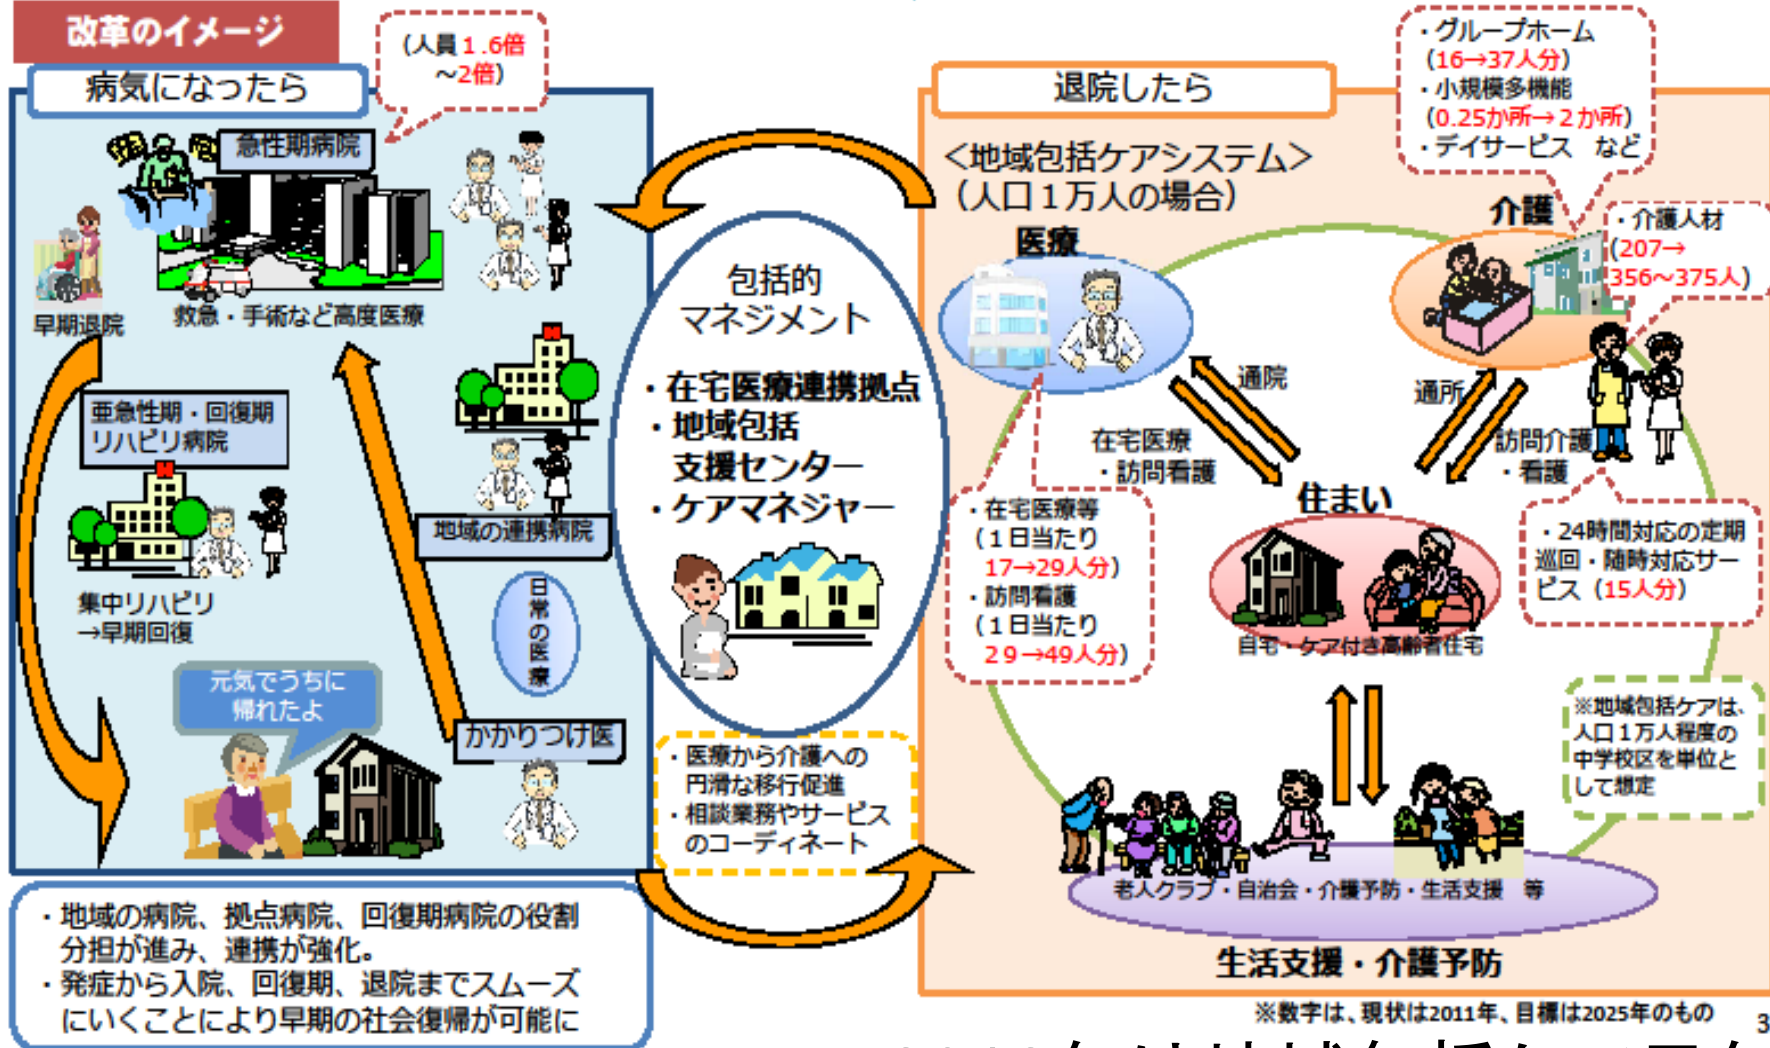 改革のイメージ
病気になったら
(人員1.6倍
～2倍)
急性期病院
早期退院
救急・手術など高度医療
亜急性期・回復期
リハビリ病院
集中リハビリ
→早期回復
地域の連携病院
日常の医療
元気でうちに
帰れたよ
かかりつけ医
・地域の病院、拠点病院、回復期病院の役割
分担が進み、連携が強化。
・発症から入院、回復期、退院までスムーズ
にいくことにより早期の社会復帰が可能に
包括的
マネジメント
・在宅医療連携拠点
・地域包括
支援センター
・ケアマネジャー
・医療から介護への
円滑な移行促進
・相談業務やサービス
のコーディネート
退院したら
＜地域包括ケアシステム＞
(人口1万人の場合)
・グループホーム
(16→37人分)
・小規模多機能
(0.25か所→2か所)
・デイサービス など
医療
介護
・介護人材
(207→
356～375人)
通院
通所
在宅医療
・訪問看護
訪問介護
・看護
・在宅医療等
(1日当たり
17→29人分)
・訪問看護
(1日当たり
29→49人分)
住まい
自宅・ケア付き高齢者住宅
・24時間対応の定期
巡回・随時対応サー
ビス (15人分)
※地域包括ケアは、
人口1万人程度の
中学校区を単位と
して想定
老人クラブ・自治会・介護予防・生活支援 等
生活支援・介護予防
※数字は、現状は2011年、目標は2025年のもの
3